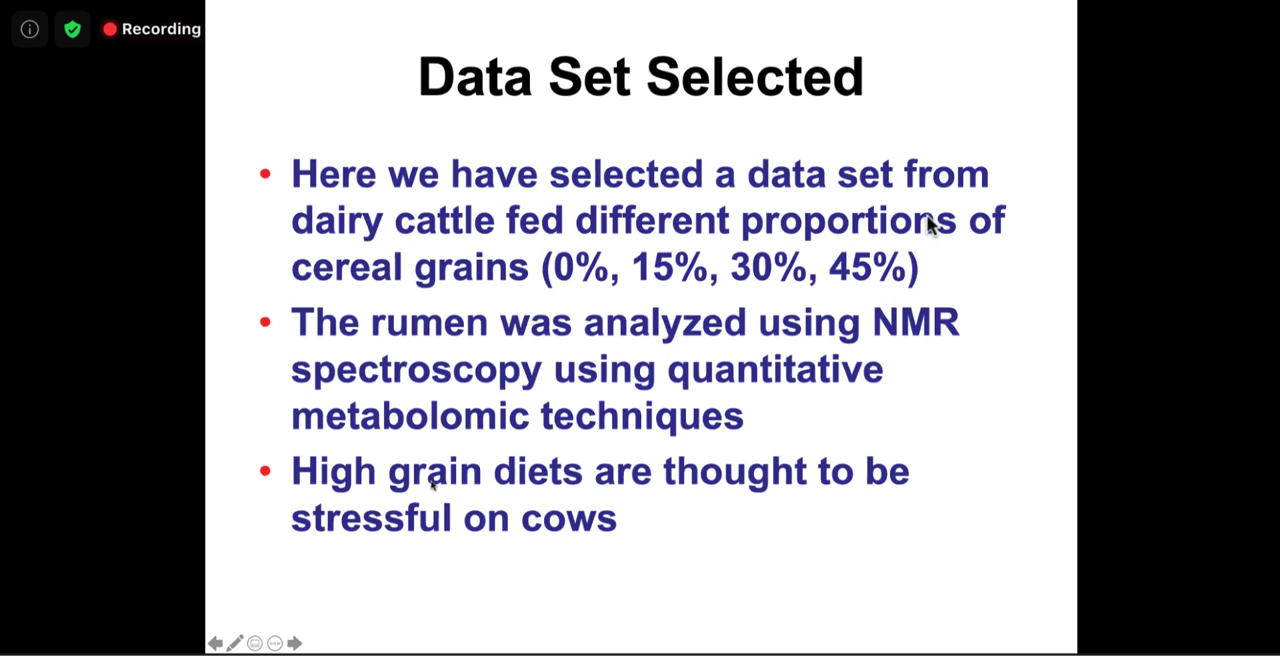 Recording
Data Set Selected
• Here we have selected a data set from
dairy cattle fed different proportions of
cereal grains (0%, 15%, 30%, 45%)
• The rumen was analyzed using NMR
spectroscopy using quantitative
metabolomic techniques
• High grain diets are thought to be
stressful on cows